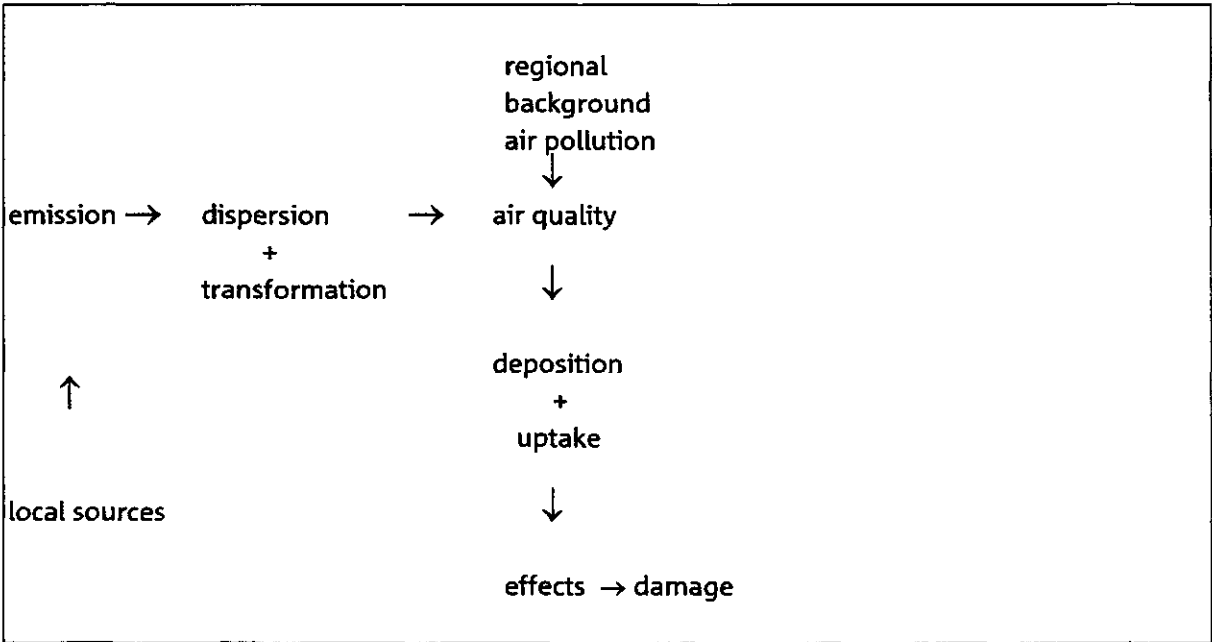 regional
background
air pollution
↓
emission → dispersion → air quality
+
transformation
↓
deposition
↑
+
uptake
local sources
↓
effects → damage